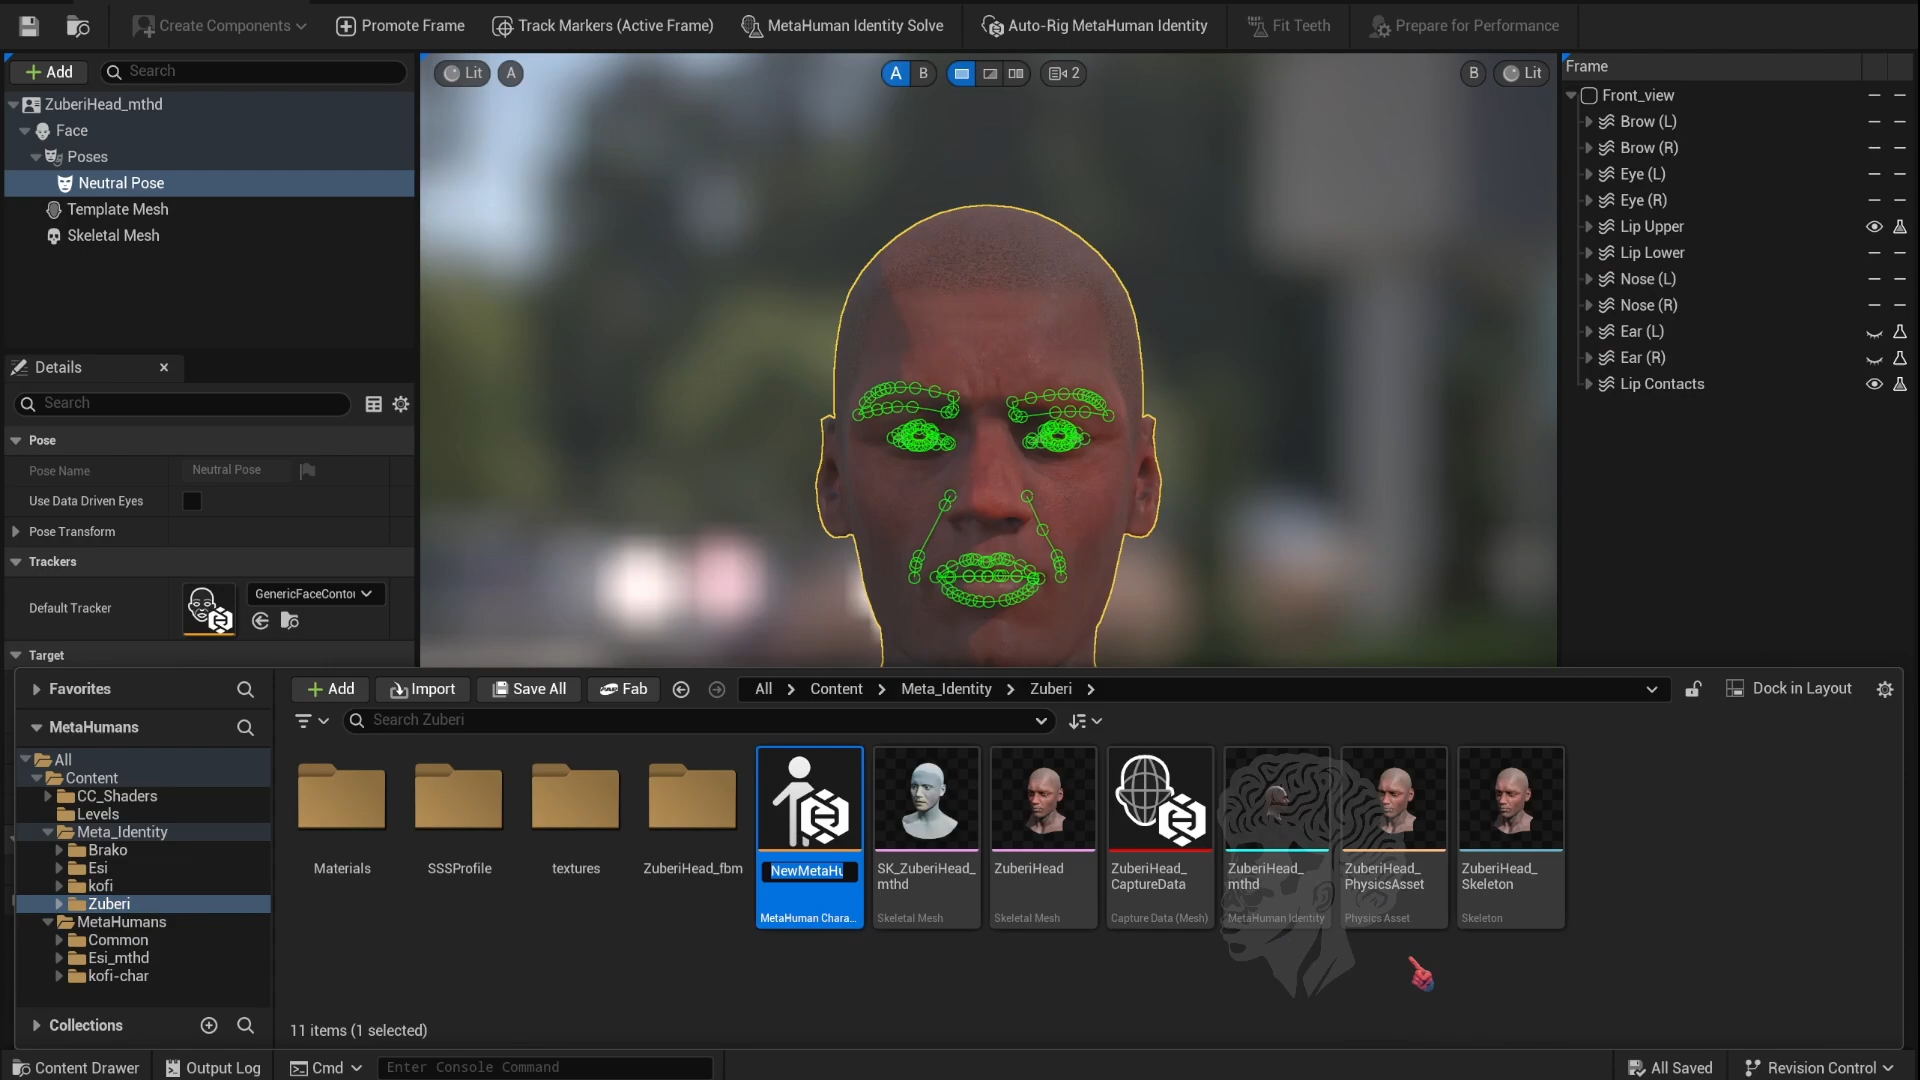 Create Components
Promote Frame
Track Markers (Active Frame)
MetaHuman Identity Solve
Auto-Rig MetaHuman Identity
Fit Teeth
Prepare for Performance
Add
Search
ZuberiHead_mthd
Face
Poses
Neutral Pose
Template Mesh
Skeletal Mesh
Details
Search
Pose
Pose Name
Neutral Pose
Use Data Driven Eyes
Pose Transform
Trackers
Default Tracker
GenericFaceContou
Target
Lit
A
A B
2
B
Lit
Frame
Front_view
Brow (L)
Brow (R)
Eye (L)
Eye (R)
Lip Upper
Lip Lower
Nose (L)
Nose (R)
Ear (L)
Ear (R)
Lip Contacts
Favorites
MetaHumans
All
Content
CC_Shaders
Levels
Meta_Identity
Brako
Esi
kofi
Zuberi
MetaHumans
Common
Esi_mthd
kofi-char
Collections
Add
Import
Save All
Fab
All > Content > Meta_Identity > Zuberi >
Dock in Layout
Search Zuberi
Materials
SSSProfile
textures
ZuberiHead_fbm
NewMetaHu
MetaHuman Chara...
SK_ZuberiHead_
mthd
Skeletal Mesh
ZuberiHead
Skeletal Mesh
ZuberiHead_
CaptureData
Capture Data (Mesh)
ZuberiHead_
mthd
MetaHuman Identity
ZuberiHead_
PhysicsAsset
Physics Asset
ZuberiHead_
Skeleton
Skeleton
11 items (1 selected)
Content Drawer
Output Log
Cmd
Enter Console Command
All Saved
Revision Control